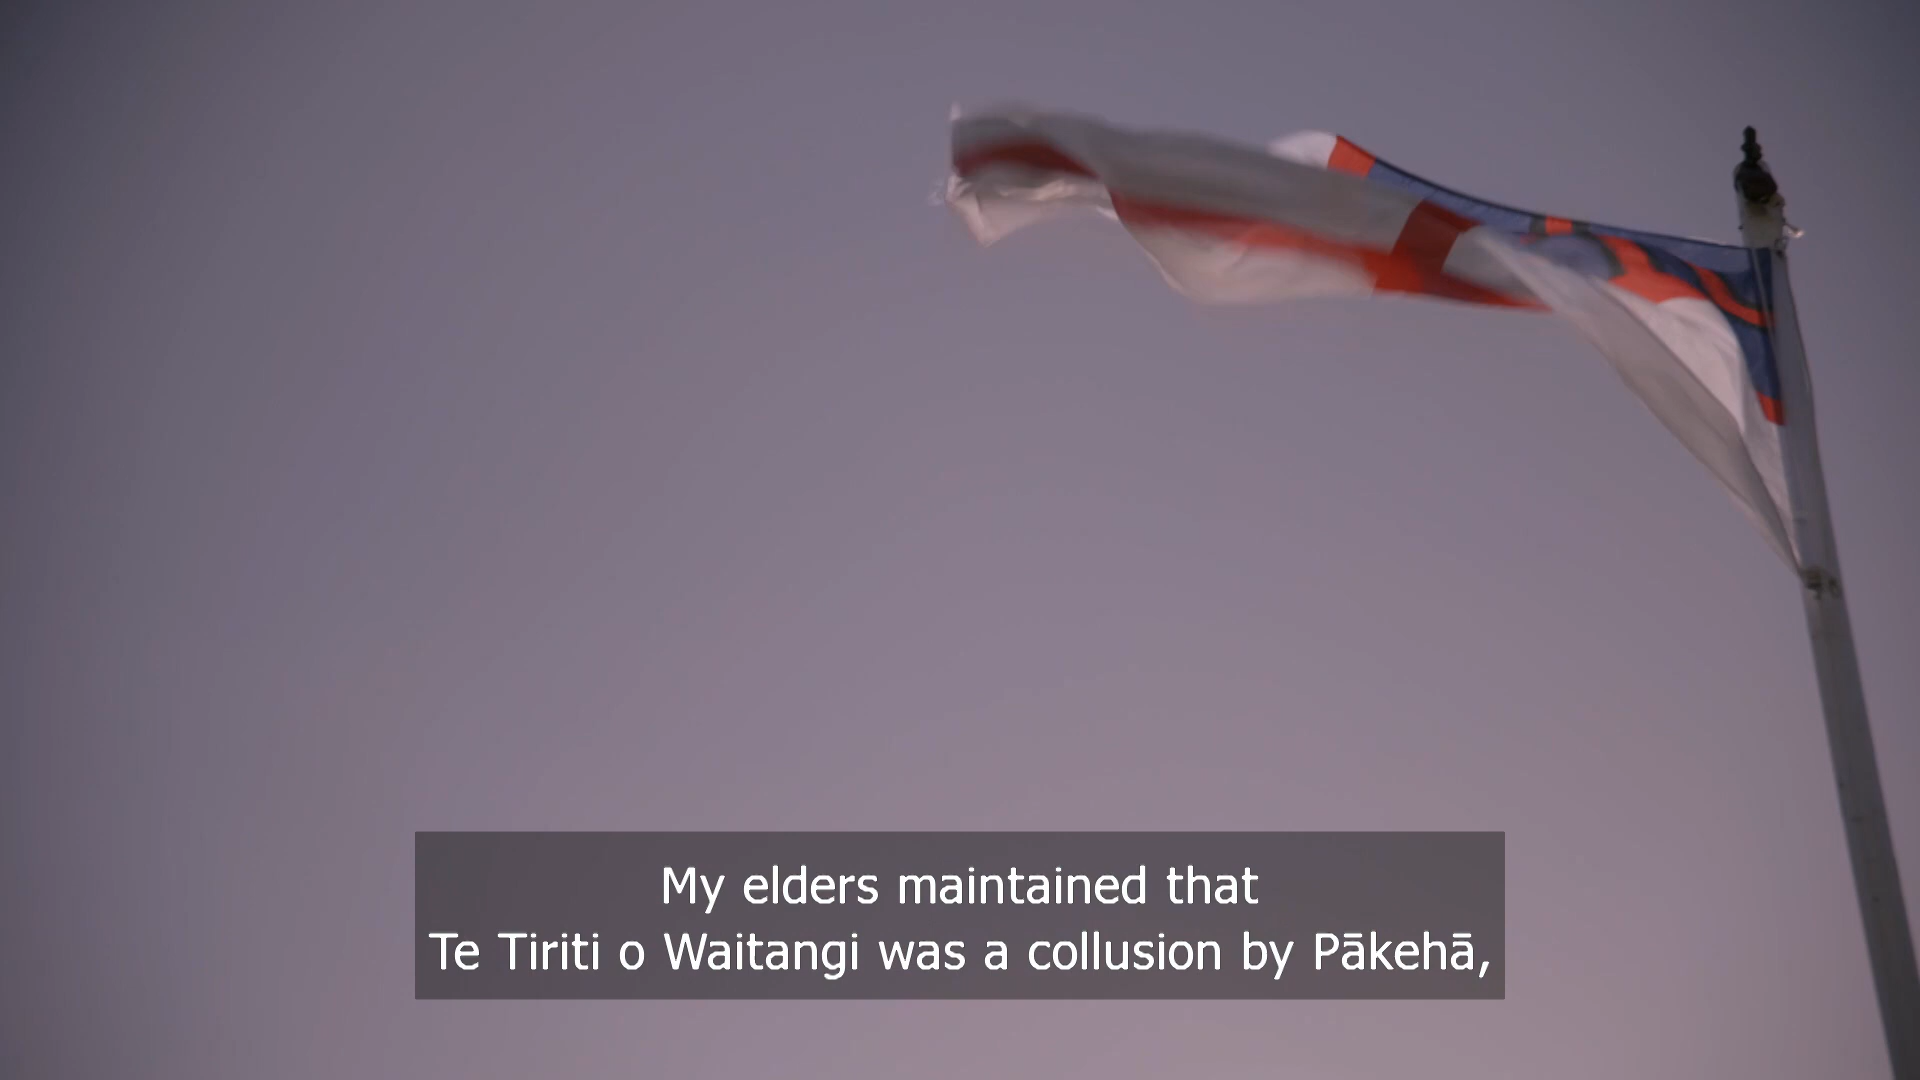 My elders maintained that
Te Tiriti o Waitangi was a collusion by Pākehā,